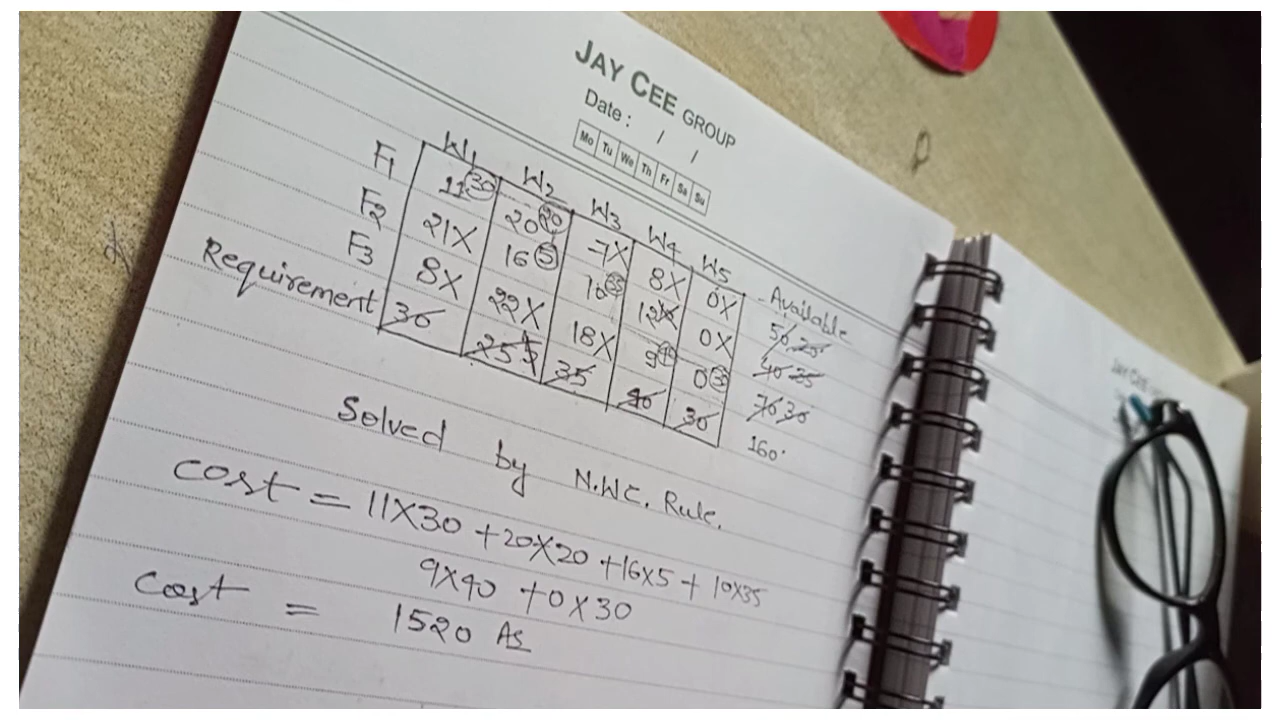 JAY CEE GROUP
Date : / /
Mo Tu We Th Fr Sa Su
W1 W2 W3 W4 W5 Available
F1 11 30 20 20 7X 8X 0X 50 20
F2 21X 16 5 10 35 12X 0X 40 35
F3 8X 22X 18X 9 0 70 30
Requirement 30 25 5 35 40 30 160
Solved by N.W.C. Rule.
Cost = 11X30 + 20X20 + 16X5 + 10X35
9X40 + 0X30
Cost = 1520 As
JAY CEE